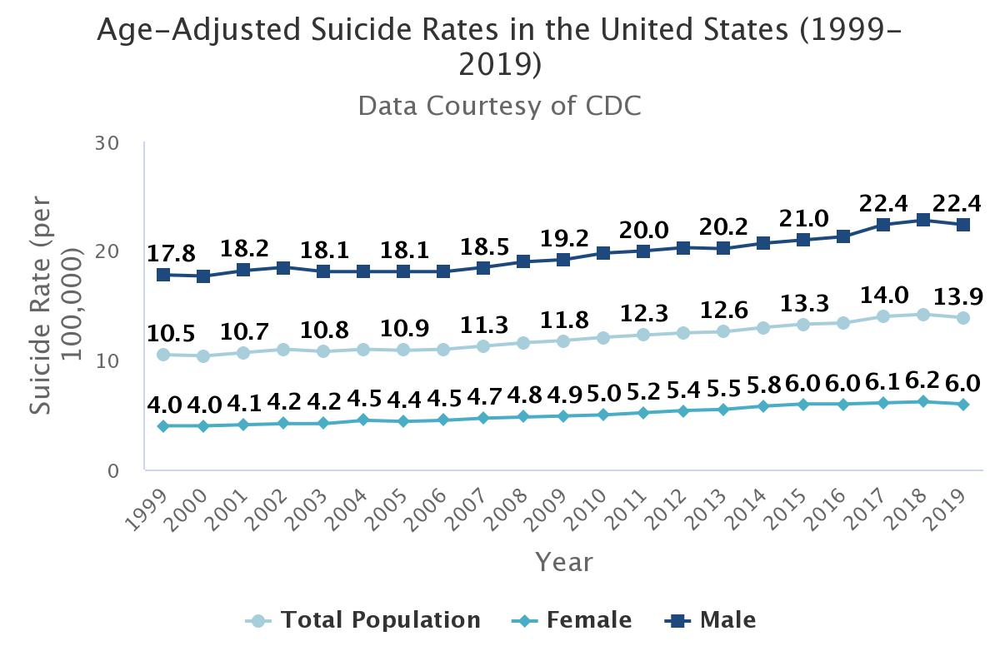 Age-Adjusted Suicide Rates in the United States (1999-
2019)
Data Courtesy of CDC
Suicide Rate (per
100,000)
30
20
10
0
17.8 18.2 18.1 18.1 18.5 19.2 20.0 20.2 21.0 22.4 22.4
10.5 10.7 10.8 10.9 11.3 11.8 12.3 12.6 13.3 14.0 13.9
4.0 4.0 4.1 4.2 4.2 4.5 4.4 4.5 4.7 4.8 4.9 5.0 5.2 5.4 5.5 5.8 6.0 6.0 6.1 6.2 6.0
1999 2000 2001 2002 2003 2004 2005 2006 2007 2008 2009 2010 2011 2012 2013 2014 2015 2016 2017 2018 2019
Year
Total Population Female Male